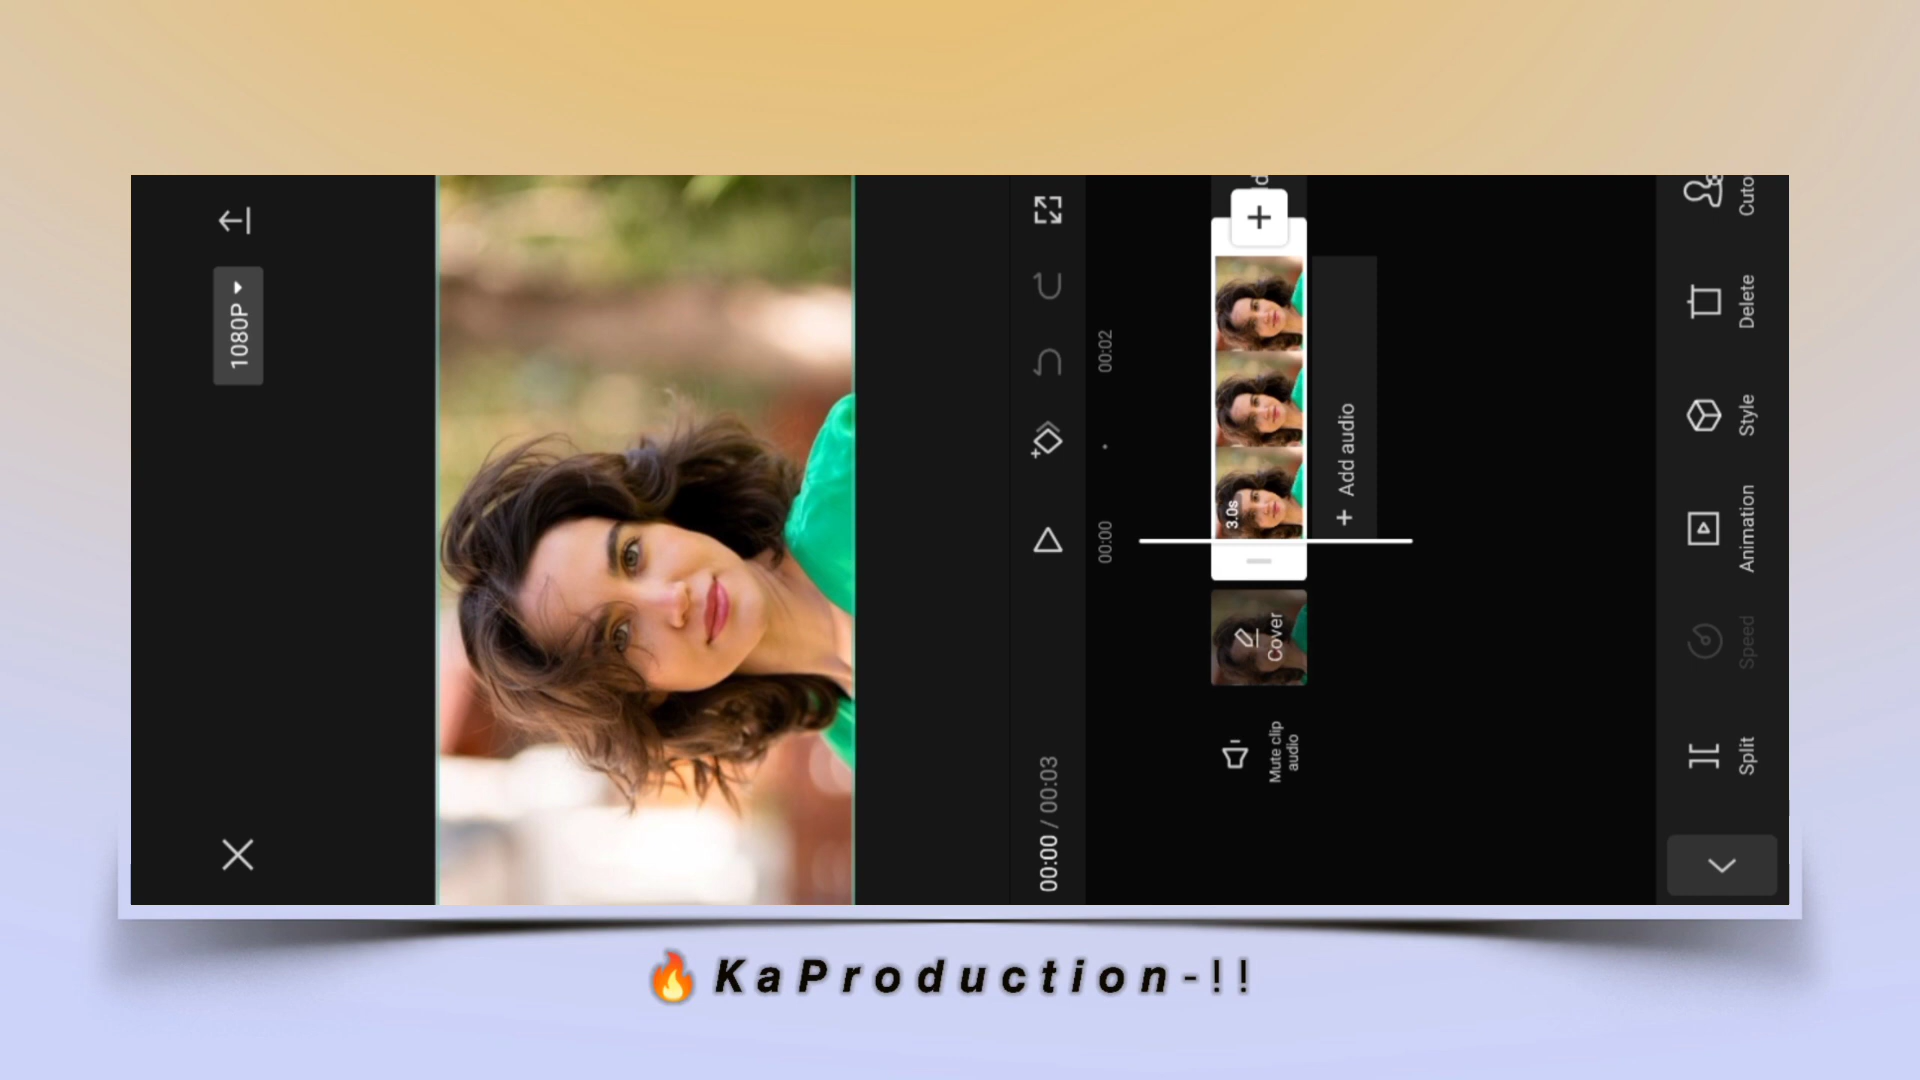 1080P
00:00 / 00:03
00:00
00:02
Mute clip
audio
Cover
3.0s
+ Add audio
Split
Speed
Animation
Style
Delete
🔥 KaProduction-!!